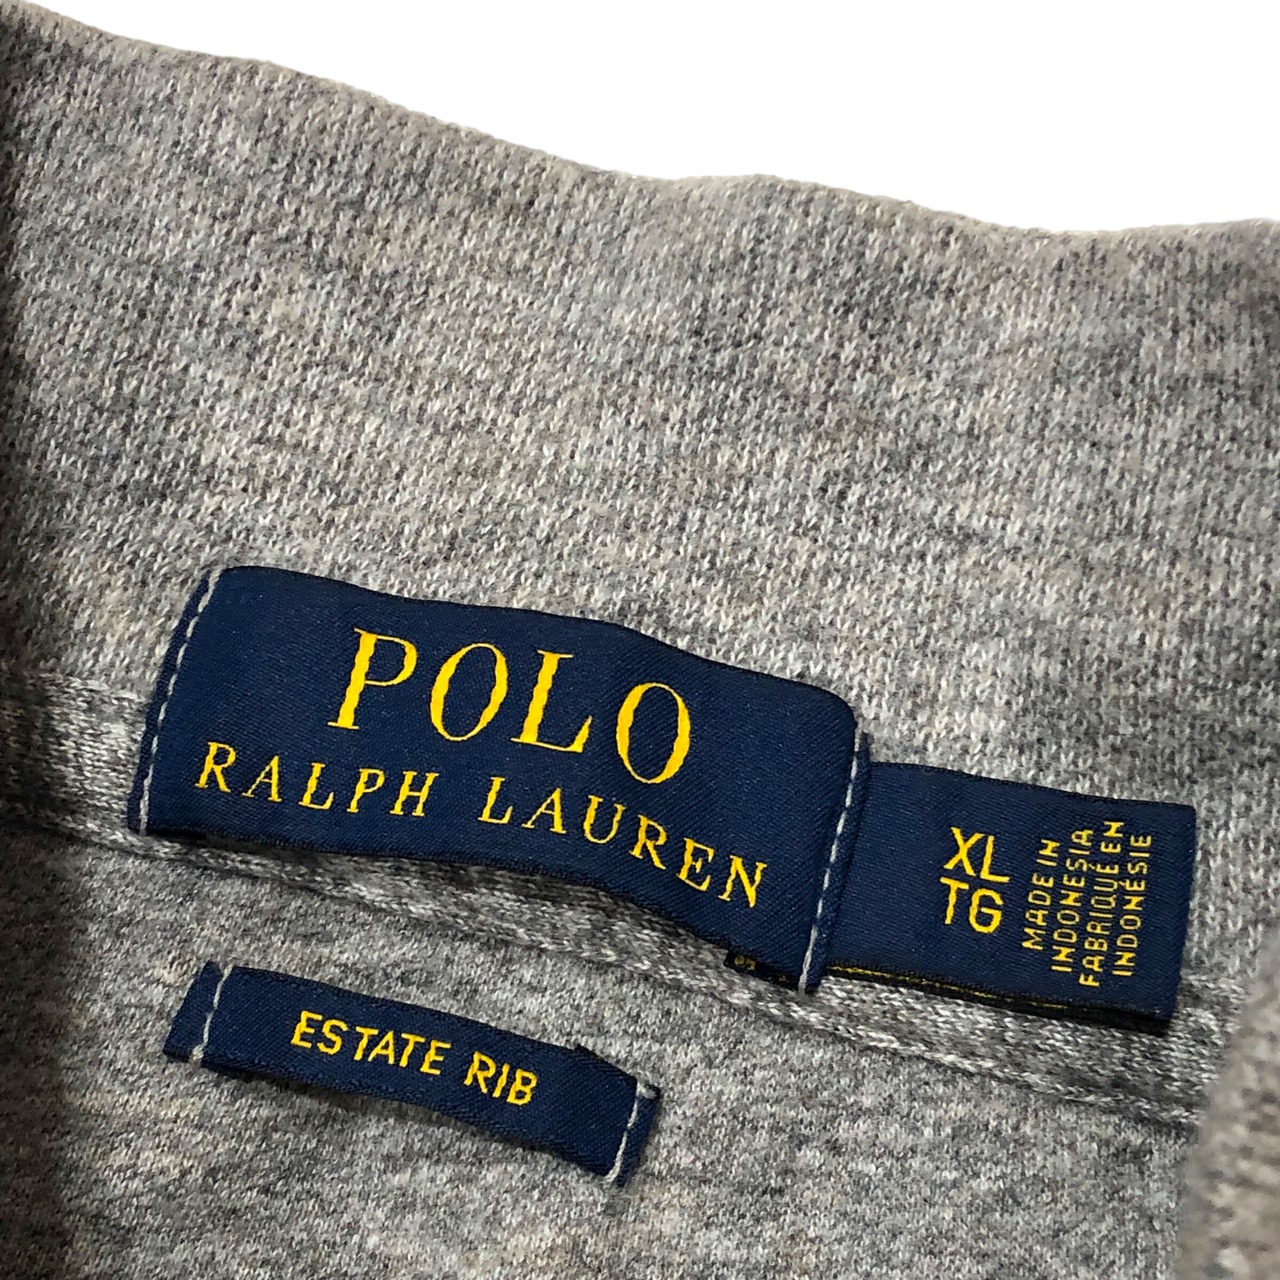 POLO
RALPH LAUREN
XL
TG
MADE IN
INDONESIA
FABRIQUÉ EN
INDONÉSIE
ESTATE RIB